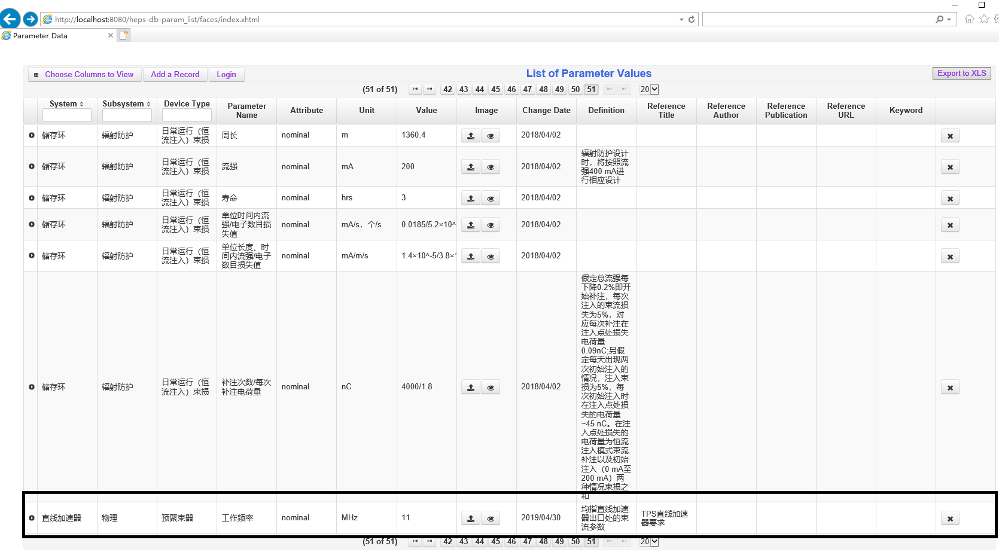 http://localhost:8080/heps-db-param_list/faces/index.xhtml
Parameter Data
Choose Columns to View
Add a Record
Login
List of Parameter Values
Export to XLS
(51 of 51) 42 43 44 45 46 47 48 49 50 51 20
System Subsystem Device Type Parameter Name Attribute Unit Value Image Change Date Definition Reference Title Reference Author Reference Publication Reference URL Keyword
储存环 辐射防护
日常运行（恒
流注入）束损
周长 nominal m 1360.4 2018/04/02
储存环 辐射防护
日常运行（恒
流注入）束损
流强 nominal mA 200 2018/04/02
辐射防护设计
时，将按照流
强400 mA进
行相应设计
储存环 辐射防护
日常运行（恒
流注入）束损
寿命 nominal hrs 3 2018/04/02
储存环 辐射防护
日常运行（恒
流注入）束损
单位时间内流
强/电子数目损
失值
nominal mA/s，个/s 0.0185/5.2×10^ 2018/04/02
储存环 辐射防护
日常运行（恒
流注入）束损
单位长度、时
间内流强/电子
数目损失值
nominal mA/m/s 1.4×10^-5/3.8× 2018/04/02
储存环 辐射防护
日常运行（恒
流注入）束损
补注次数/每次
补注电荷量
nominal nC 4000/1.8 2018/04/02
假定总流强每
下降0.2%即开
始补注，每次
注入的束流损
失为5%，对
应每次补注在
注入点处损失
电荷量
0.09nC;另假
定每天出现两
次初始注入的
情况，注入束
损为5%，每
次初始注入时
在注入点处损
失的电荷量
~45 nC。在注
入点处损失的
电荷量为恒流
注入模式束流
补注以及初始
注入（0 mA至
200 mA）两
种情况束损之
和
直线加速器 物理 预聚束器 工作频率 nominal MHz 11 2019/04/30
均指直线加速
器出口处的束
流参数
TPS直线加速
器要求
(51 of 51) 42 43 44 45 46 47 48 49 50 51 20